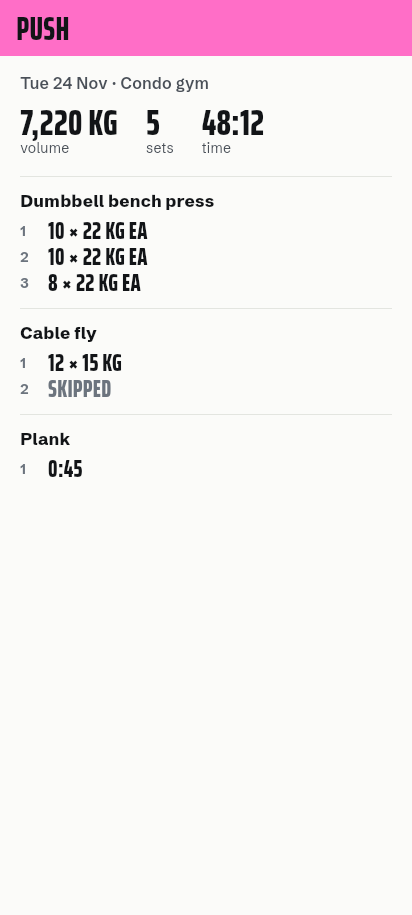 PUSH
Tue 24 Nov · Condo gym
7,220 KG 5 48:12
volume sets time
Dumbbell bench press
1 10 × 22 KG EA
2 10 × 22 KG EA
3 8 × 22 KG EA
Cable fly
1 12 × 15 KG
2 SKIPPED
Plank
1 0:45